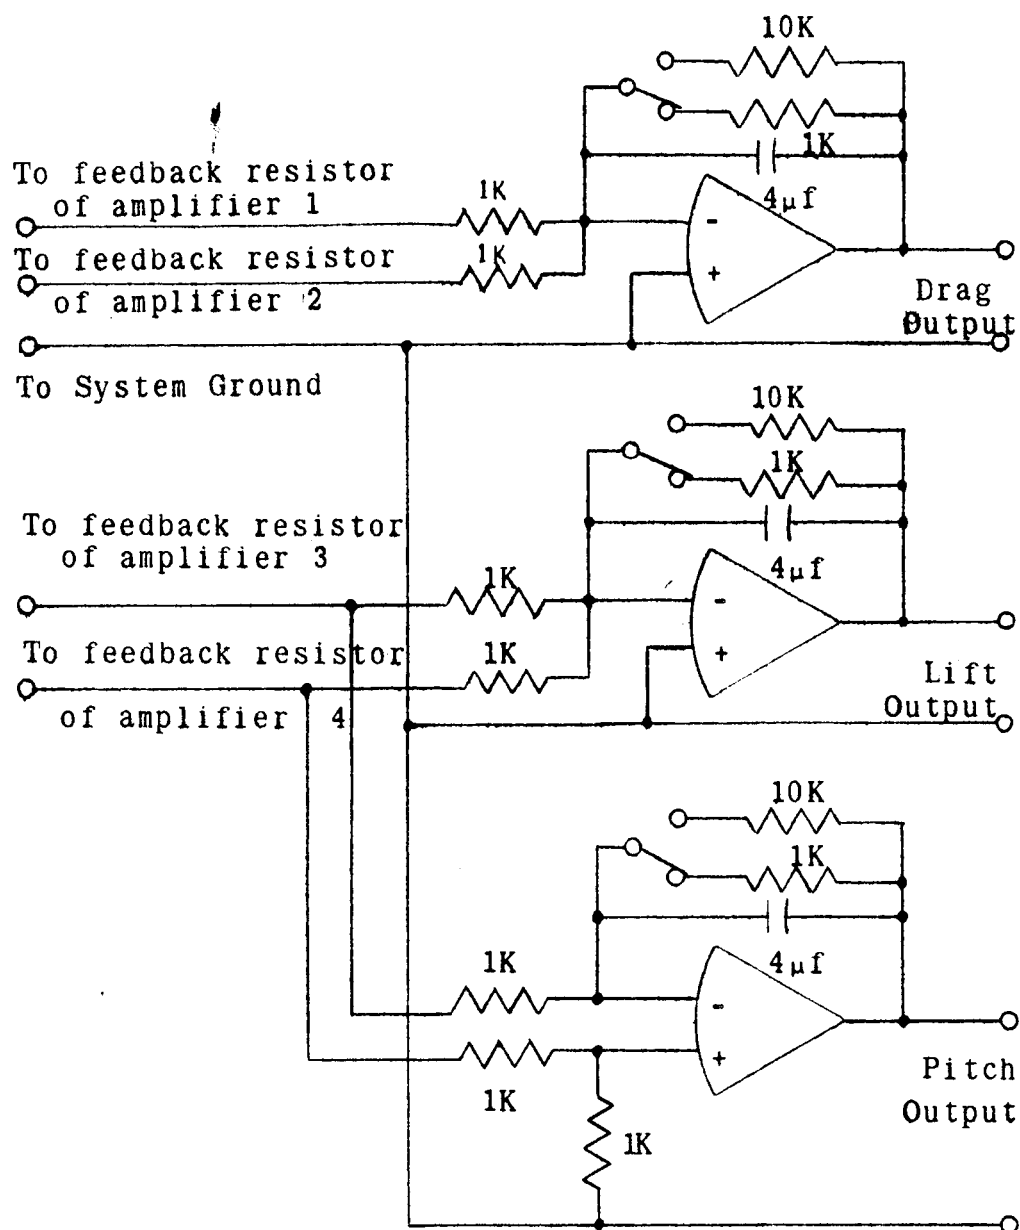 10K
1K
To feedback resistor
of amplifier 1
1K
4μf
-
To feedback resistor
of amplifier 2
1K
+
Drag
Output
To System Ground
10K
1K
To feedback resistor
of amplifier 3
4μf
1K
-
To feedback resistor
of amplifier 4
1K
+
Lift
Output
10K
1K
4μf
1K
-
+
1K
Pitch
Output
1K